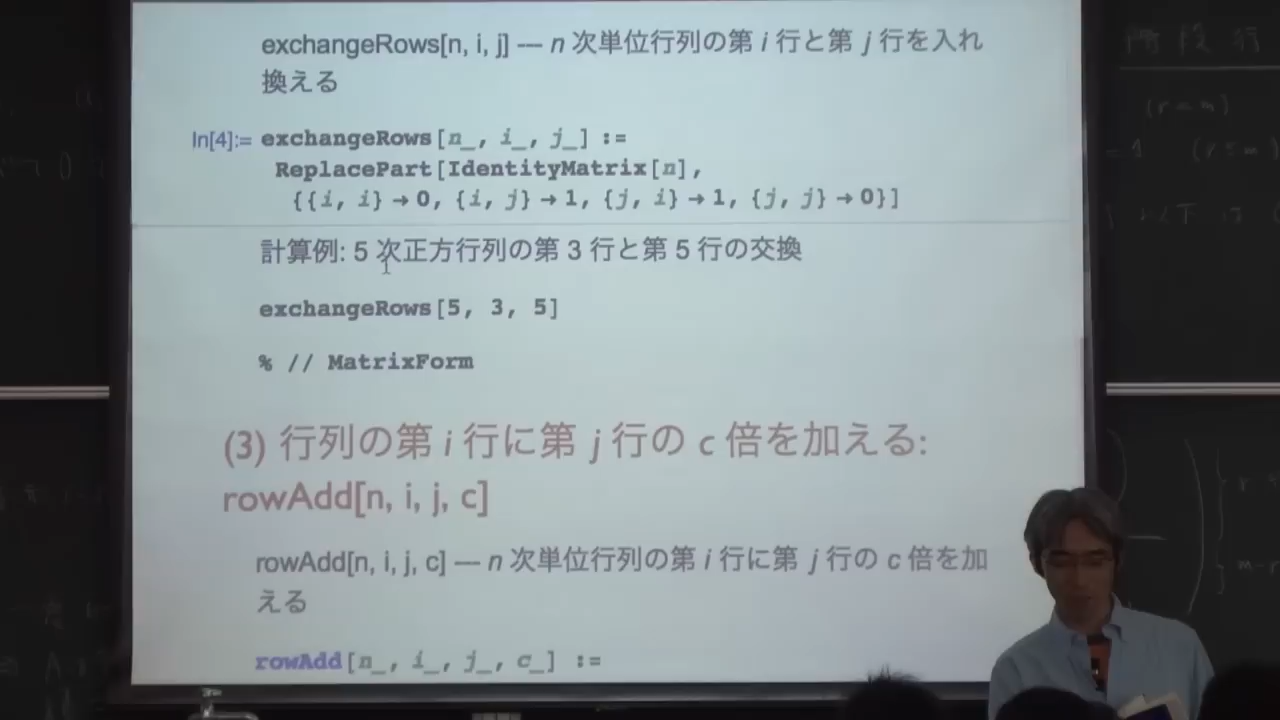 exchangeRows[n, i, j] — n 次単位行列の第 i 行と第 j 行を入れ
換える
In[4]:= exchangeRows[n_, i_, j_] :=
ReplacePart[IdentityMatrix[n],
{{i, i} → 0, {i, j} → 1, {j, i} → 1, {j, j} → 0}]
計算例: 5 次正方行列の第 3 行と第 5 行の交換
exchangeRows[5, 3, 5]
% // MatrixForm
(3) 行列の第 i 行に第 j 行の c 倍を加える:
rowAdd[n, i, j, c]
rowAdd[n, i, j, c] — n 次単位行列の第 i 行に第 j 行の c 倍を加
える
rowAdd[n_, i_, j_, c_] :=
階段行
(r = m)